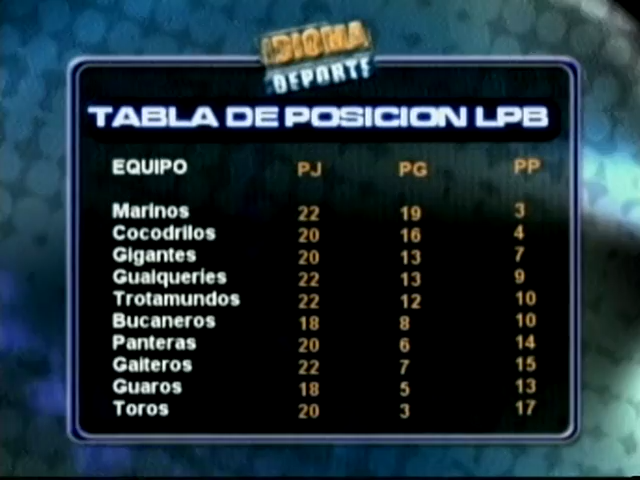 IDIOMA
DEPORTE
TABLA DE POSICION LPB
EQUIPO PJ PG PP
Marinos 22 19 3
Cocodrilos 20 16 4
Gigantes 20 13 7
Gualqueries 22 13 9
Trotamundos 22 12 10
Bucaneros 18 8 10
Panteras 20 6 14
Gaiteros 22 7 15
Guaros 18 5 13
Toros 20 3 17